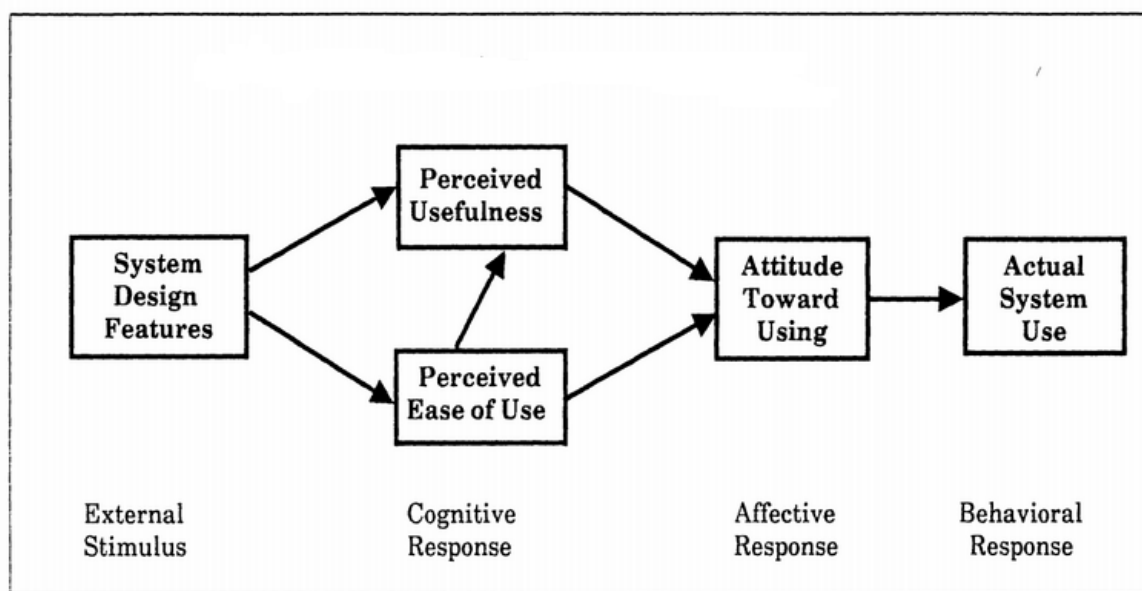 Perceived
Usefulness
System
Design
Features
Attitude
Toward
Using
Actual
System
Use
Perceived
Ease of Use
External
Stimulus
Cognitive
Response
Affective
Response
Behavioral
Response